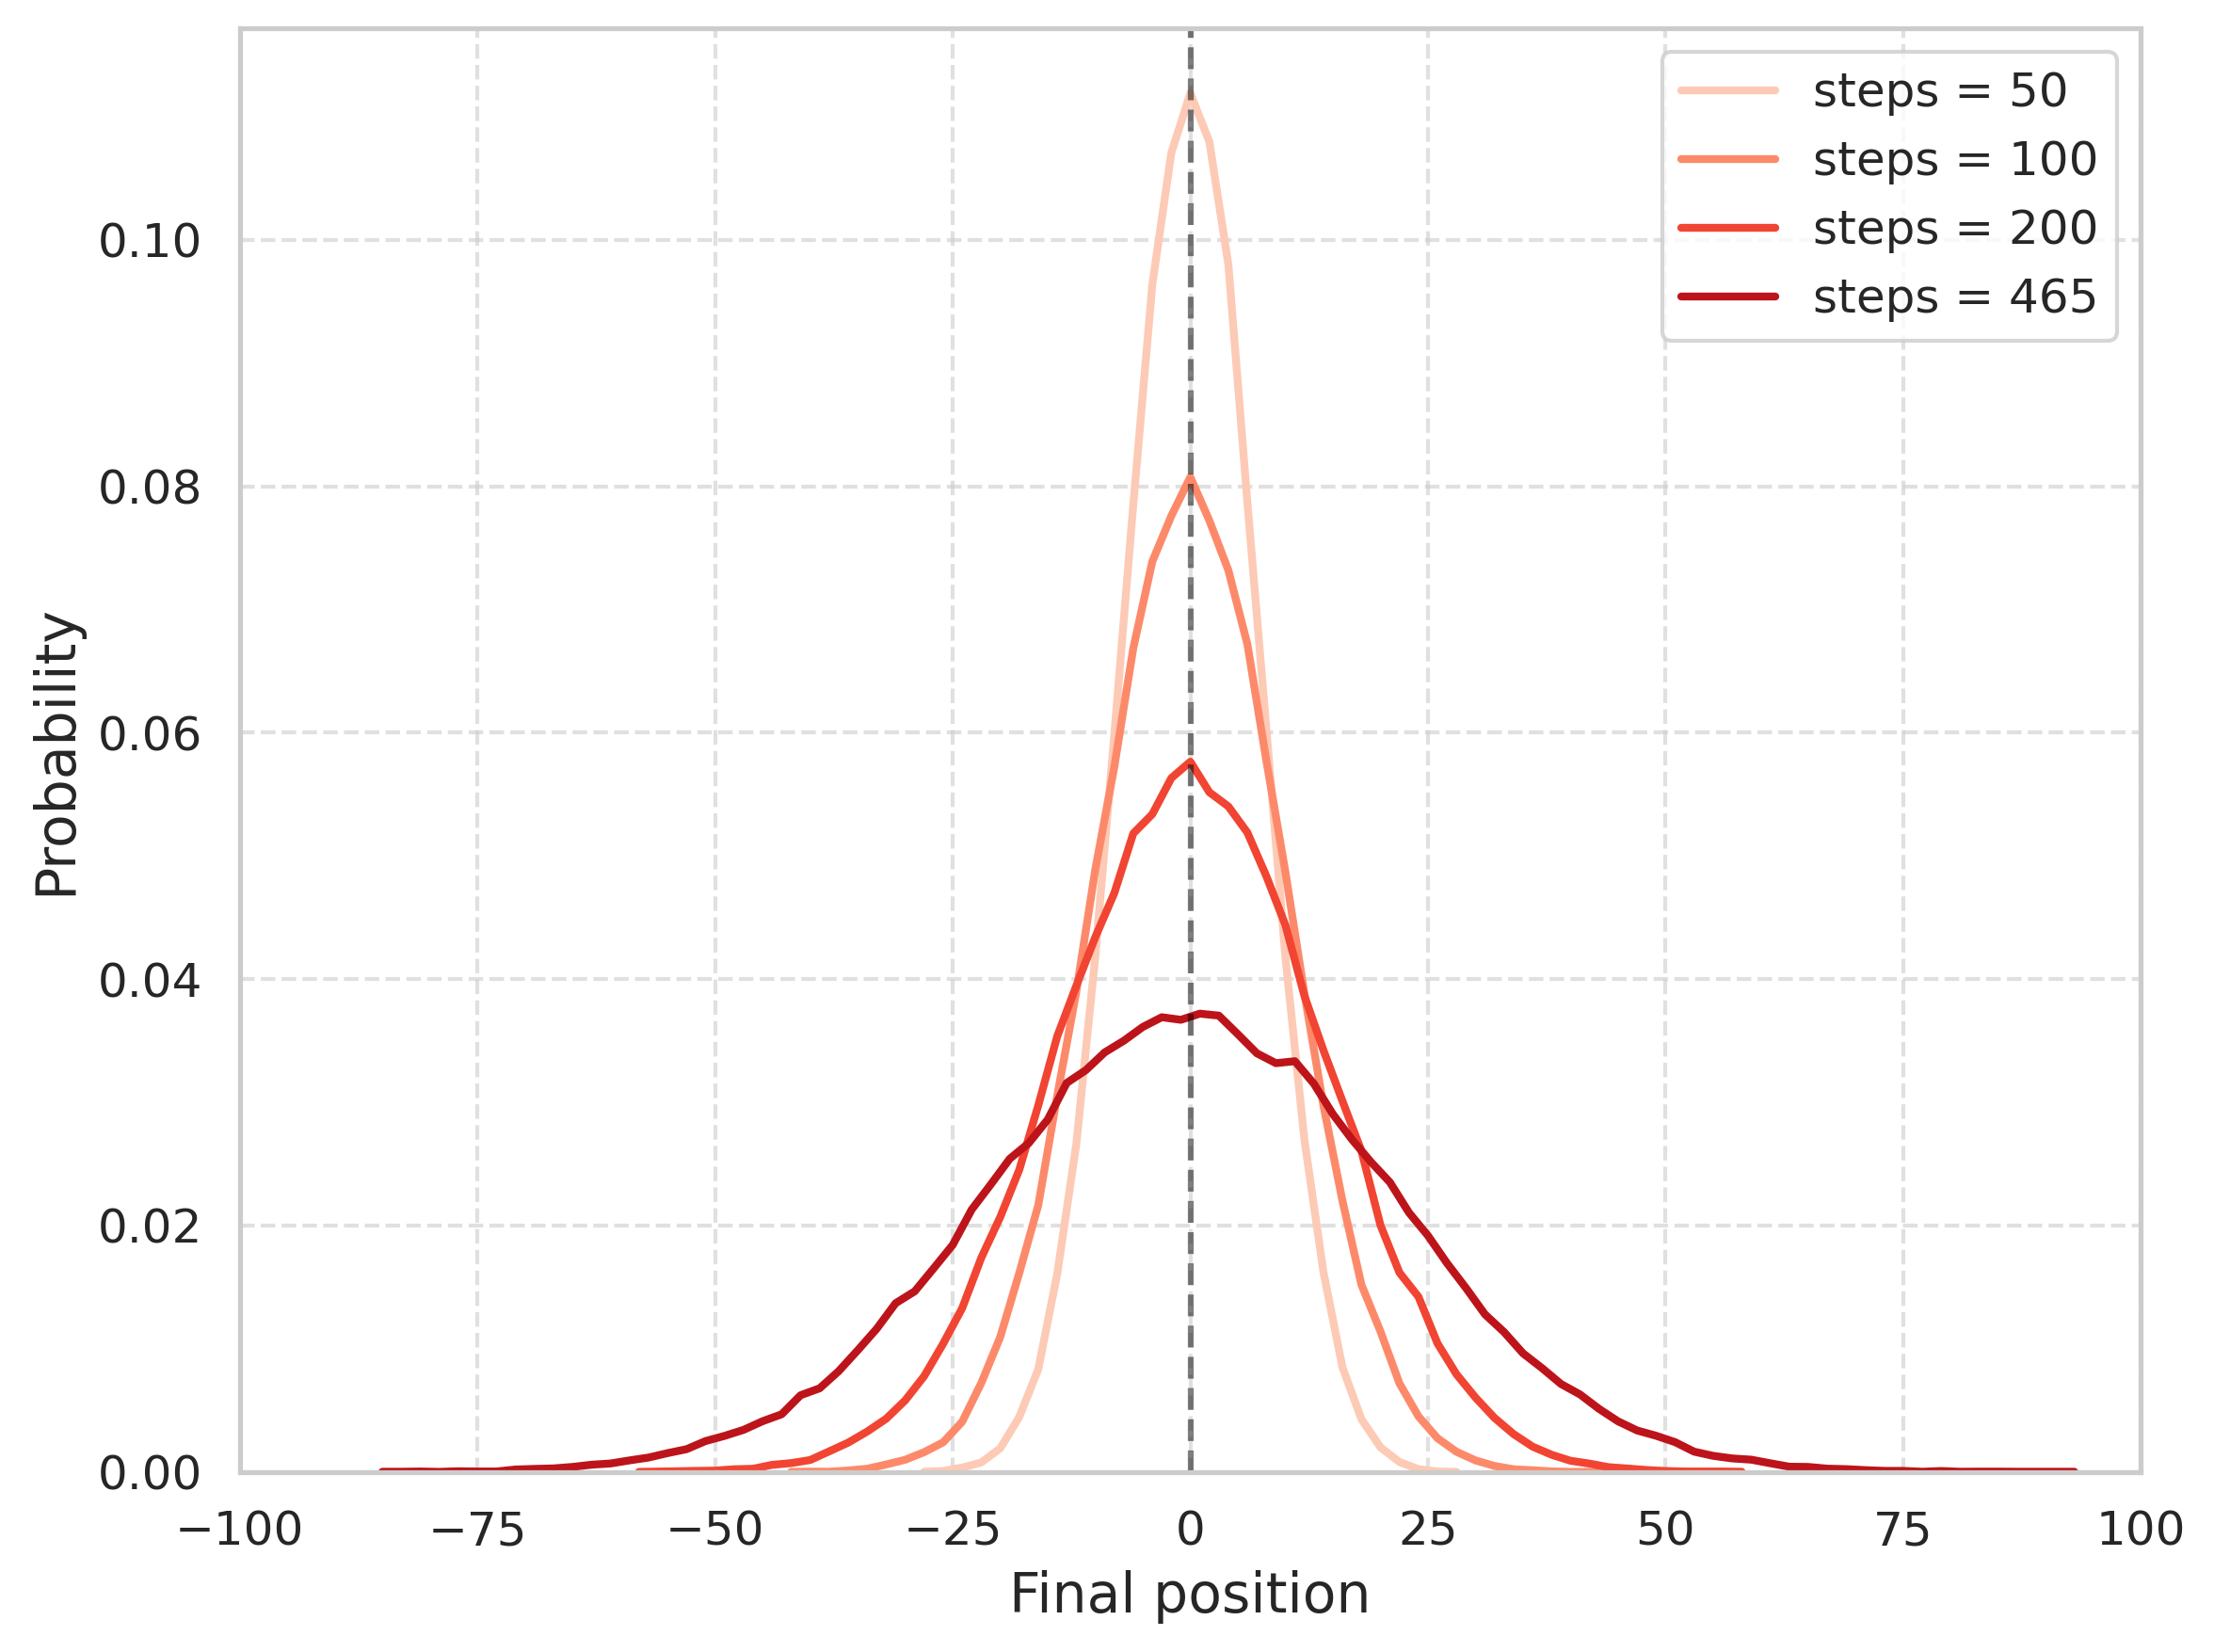 steps = 50
steps = 100
steps = 200
steps = 465
Probability
0.10
0.08
0.06
0.04
0.02
0.00
−100 −75 −50 −25 0 25 50 75 100
Final position